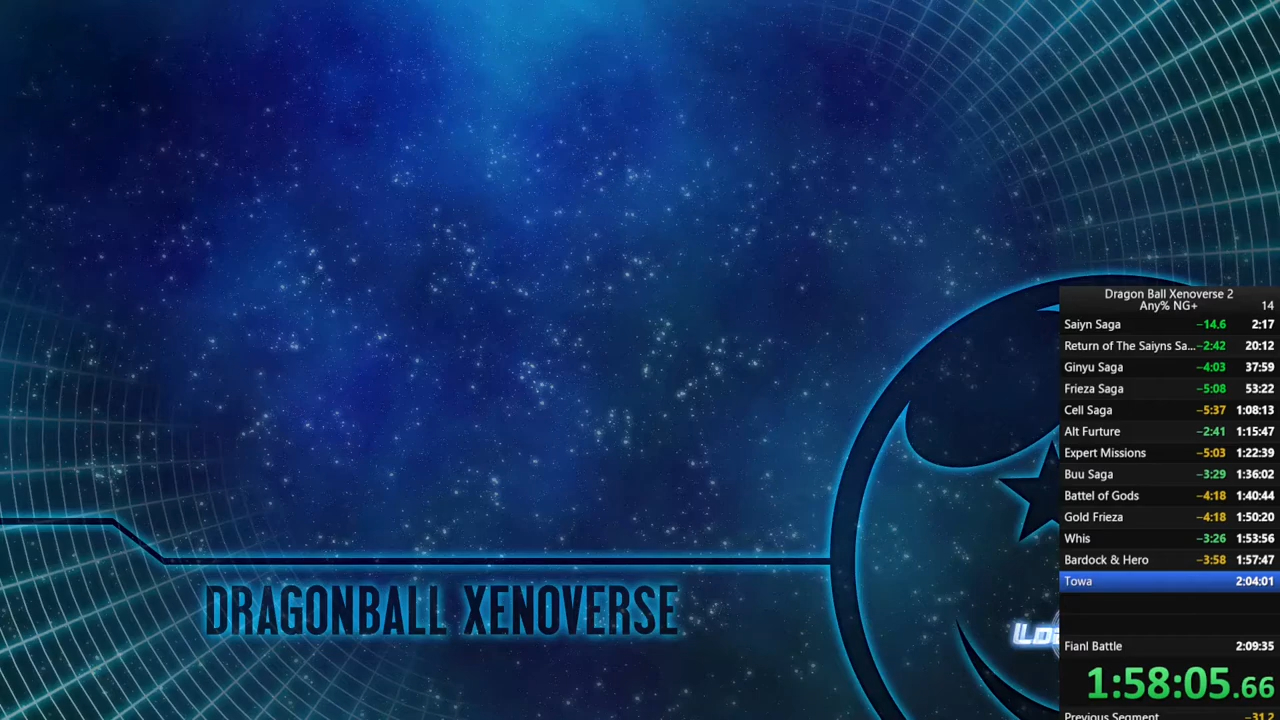 Dragon Ball Xenoverse 2
Any% NG+ 14
Saiyn Saga −14.6 2:17
Return of The Saiyns Sa... −2:42 20:12
Ginyu Saga −4:03 37:59
Frieza Saga −5:08 53:22
Cell Saga −5:37 1:08:13
Alt Furture −2:41 1:15:47
Expert Missions −5:03 1:22:39
Buu Saga −3:29 1:36:02
Battel of Gods −4:18 1:40:44
Gold Frieza −4:18 1:50:20
Whis −3:26 1:53:56
Bardock & Hero −3:58 1:57:47
Towa 2:04:01
DRAGONBALL XENOVERSE
Fianl Battle 2:09:35
1:58:05.66
Previous Segment −31.2